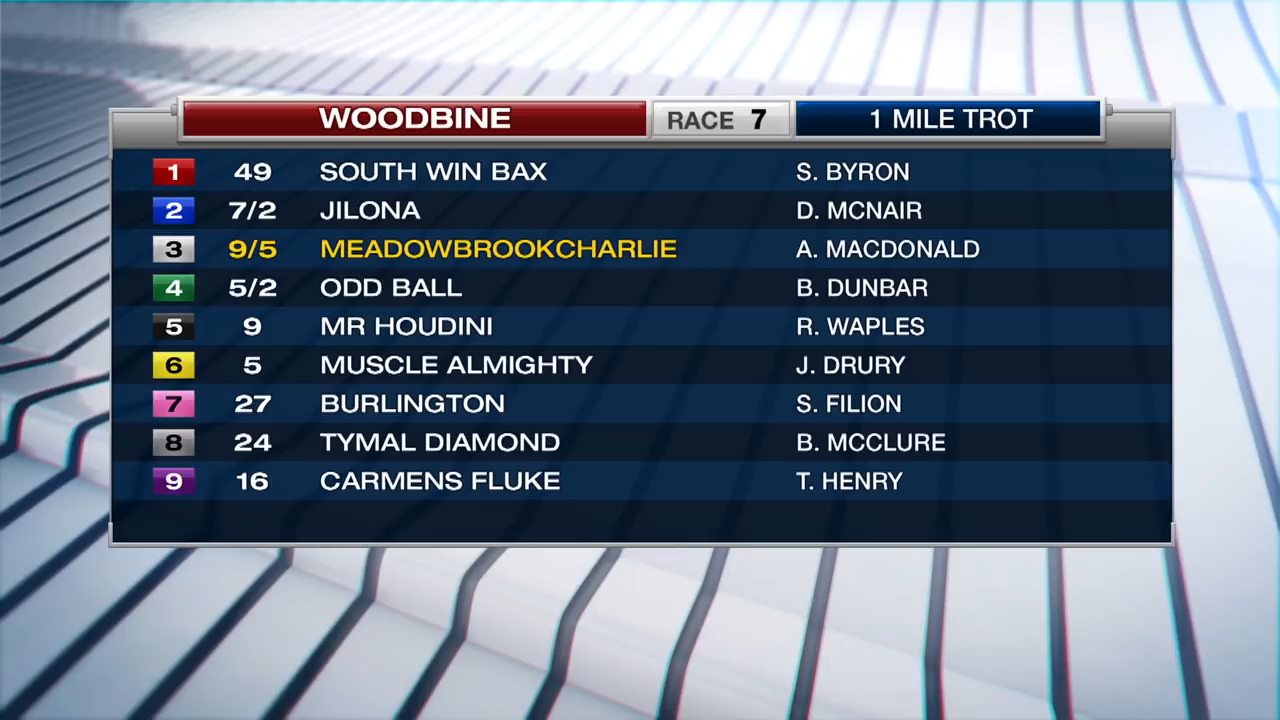 WOODBINE RACE 7 1 MILE TROT
1 49 SOUTH WIN BAX S. BYRON
2 7/2 JILONA D. MCNAIR
3 9/5 MEADOWBROOKCHARLIE A. MACDONALD
4 5/2 ODD BALL B. DUNBAR
5 9 MR HOUDINI R. WAPLES
6 5 MUSCLE ALMIGHTY J. DRURY
7 27 BURLINGTON S. FILION
8 24 TYMAL DIAMOND B. MCCLURE
9 16 CARMENS FLUKE T. HENRY